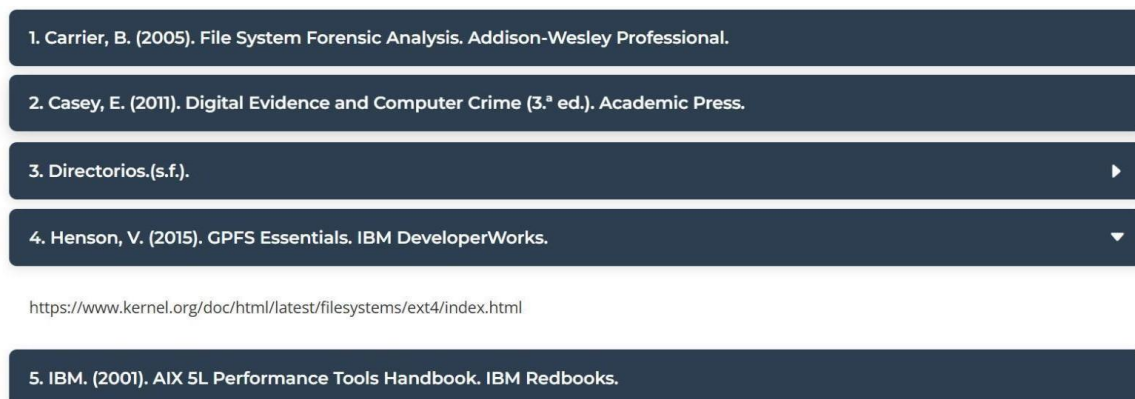 1. Carrier, B. (2005). File System Forensic Analysis. Addison-Wesley Professional.
2. Casey, E. (2011). Digital Evidence and Computer Crime (3.ª ed.). Academic Press.
3. Directorios.(s.f.).
4. Henson, V. (2015). GPFS Essentials. IBM DeveloperWorks.
https://www.kernel.org/doc/html/latest/filesystems/ext4/index.html
5. IBM. (2001). AIX 5L Performance Tools Handbook. IBM Redbooks.